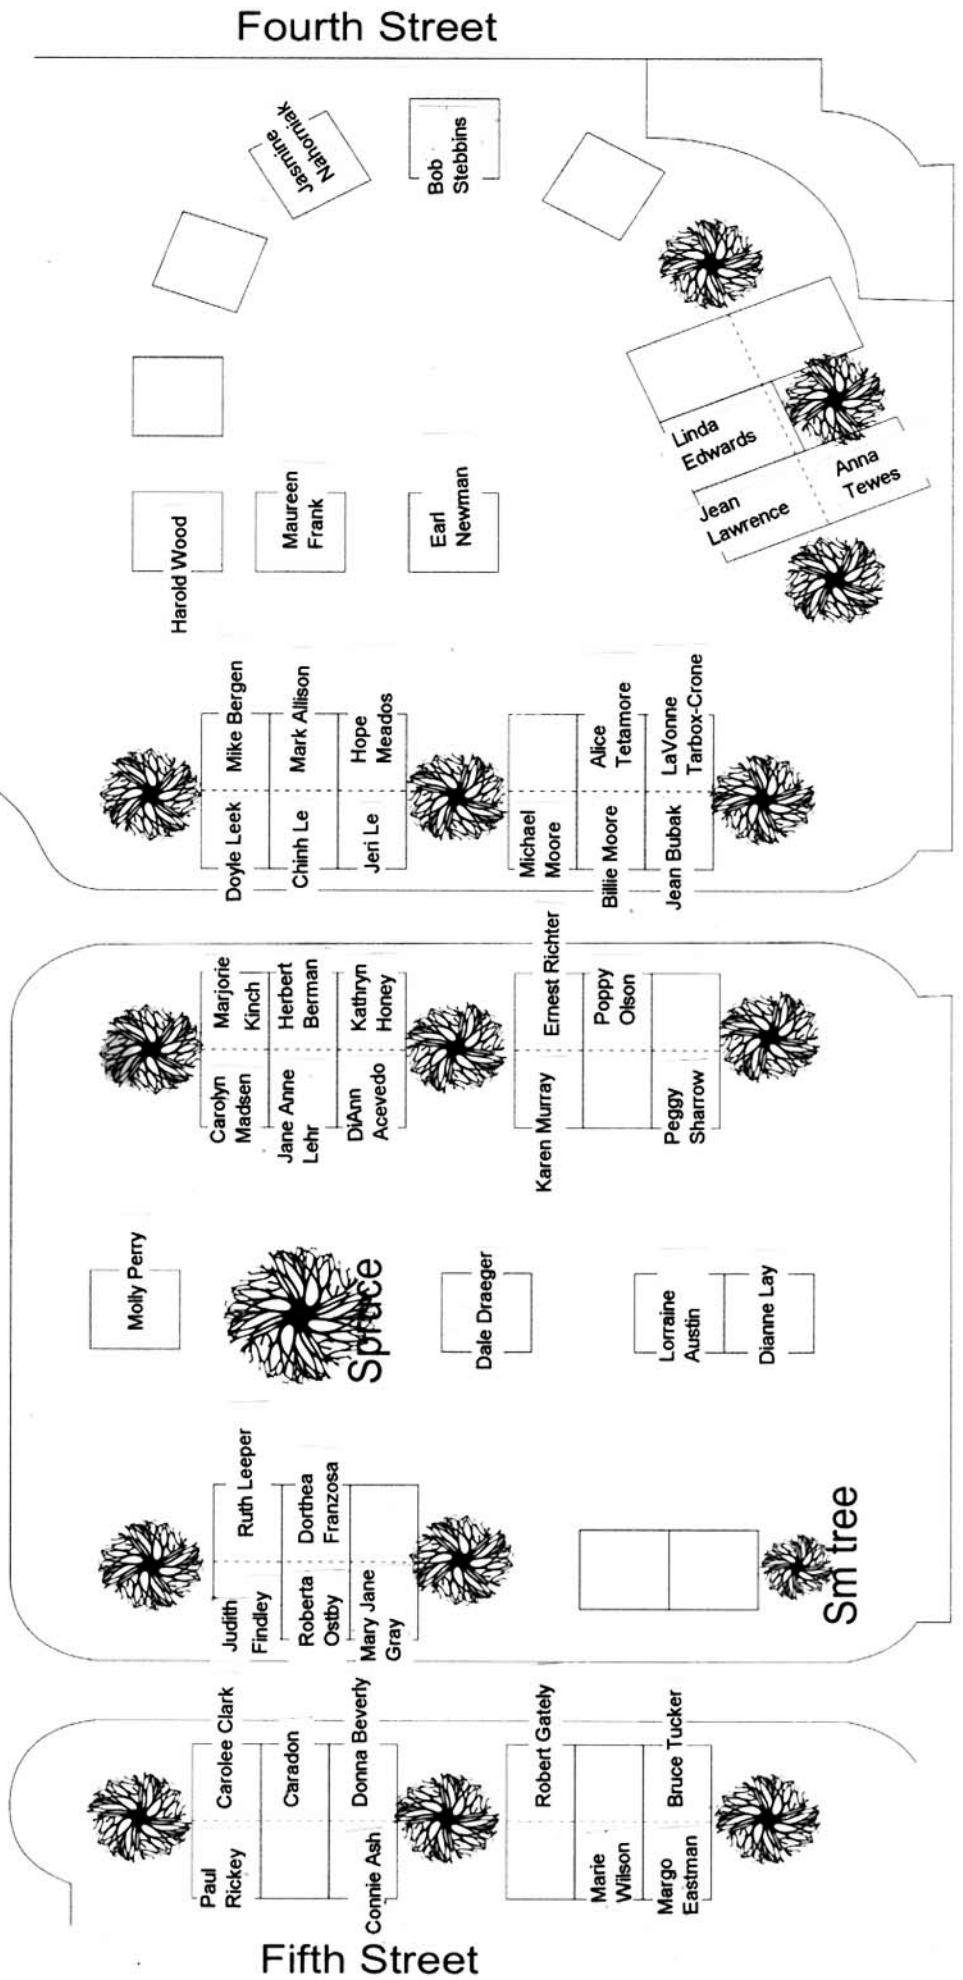 Fourth Street
Jasmine
Nahorniak
Bob
Stebbins
Linda
Edwards
Jean
Lawrence
Anna
Tewes
Harold Wood
Maureen
Frank
Earl
Newman
Mike Bergen
Mark Allison
Hope
Meados
Alice
Tetamore
LaVonne
Tarbox-Crone
Doyle Leek
Chinh Le
Jeri Le
Michael
Moore
Billie Moore
Jean Bubak
Marjorie
Kinch
Herbert
Berman
Kathryn
Honey
Ernest Richter
Poppy
Olson
Carolyn
Madsen
Jane Anne
Lehr
DiAnn
Acevedo
Karen Murray
Peggy
Sharrow
Molly Perry
Spruce
Dale Draeger
Lorraine
Austin
Dianne Lay
Ruth Leeper
Dorthea
Franzosa
Judith
Findley
Roberta
Ostby
Mary Jane
Gray
Sm tree
Carolee Clark
Caradon
Donna Beverly
Robert Gately
Bruce Tucker
Paul
Rickey
Connie Ash
Marie
Wilson
Margo
Eastman
Fifth Street